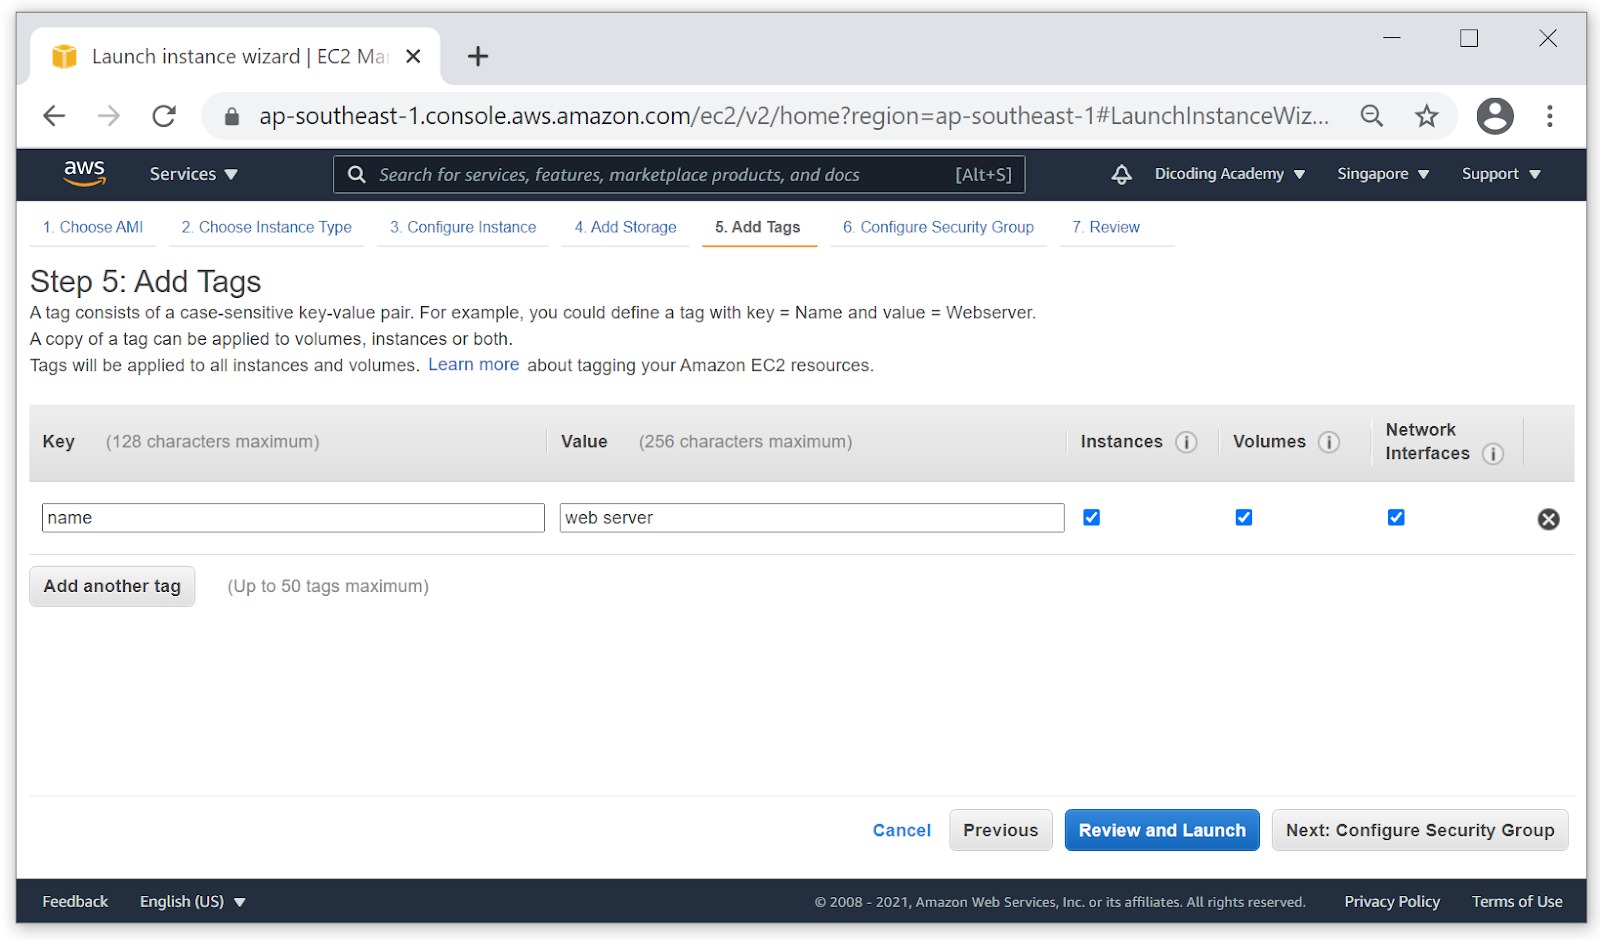 Launch instance wizard | EC2 Mar
ap-southeast-1.console.aws.amazon.com/ec2/v2/home?region=ap-southeast-1#LaunchInstanceWiz...
aws Services Search for services, features, marketplace products, and docs [Alt+S] Dicoding Academy Singapore Support
1. Choose AMI 2. Choose Instance Type 3. Configure Instance 4. Add Storage 5. Add Tags 6. Configure Security Group 7. Review
Step 5: Add Tags
A tag consists of a case-sensitive key-value pair. For example, you could define a tag with key = Name and value = Webserver.
A copy of a tag can be applied to volumes, instances or both.
Tags will be applied to all instances and volumes. Learn more about tagging your Amazon EC2 resources.
Key (128 characters maximum) Value (256 characters maximum) Instances i Volumes i Network Interfaces i
name web server
Add another tag (Up to 50 tags maximum)
Cancel Previous Review and Launch Next: Configure Security Group
Feedback English (US) © 2008 - 2021, Amazon Web Services, Inc. or its affiliates. All rights reserved. Privacy Policy Terms of Use